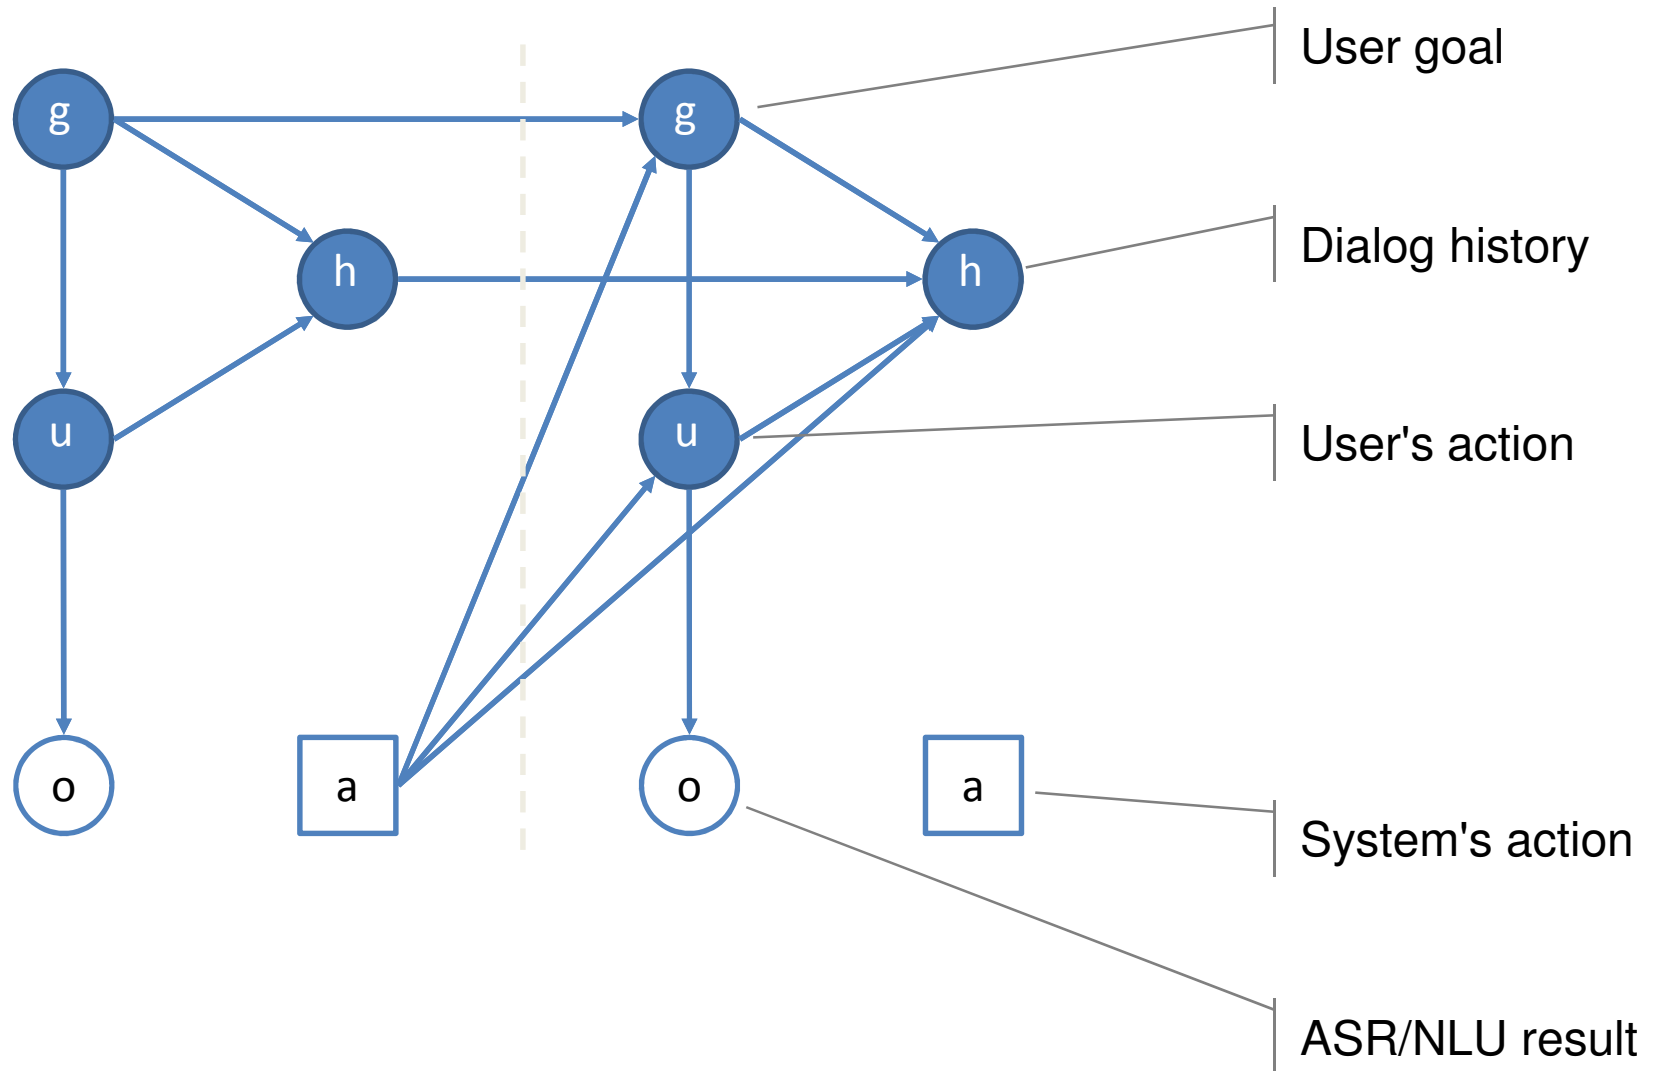 User goal
g
g
Dialog history
h
h
u
u
User's action
o
a
o
a
System's action
ASR/NLU result